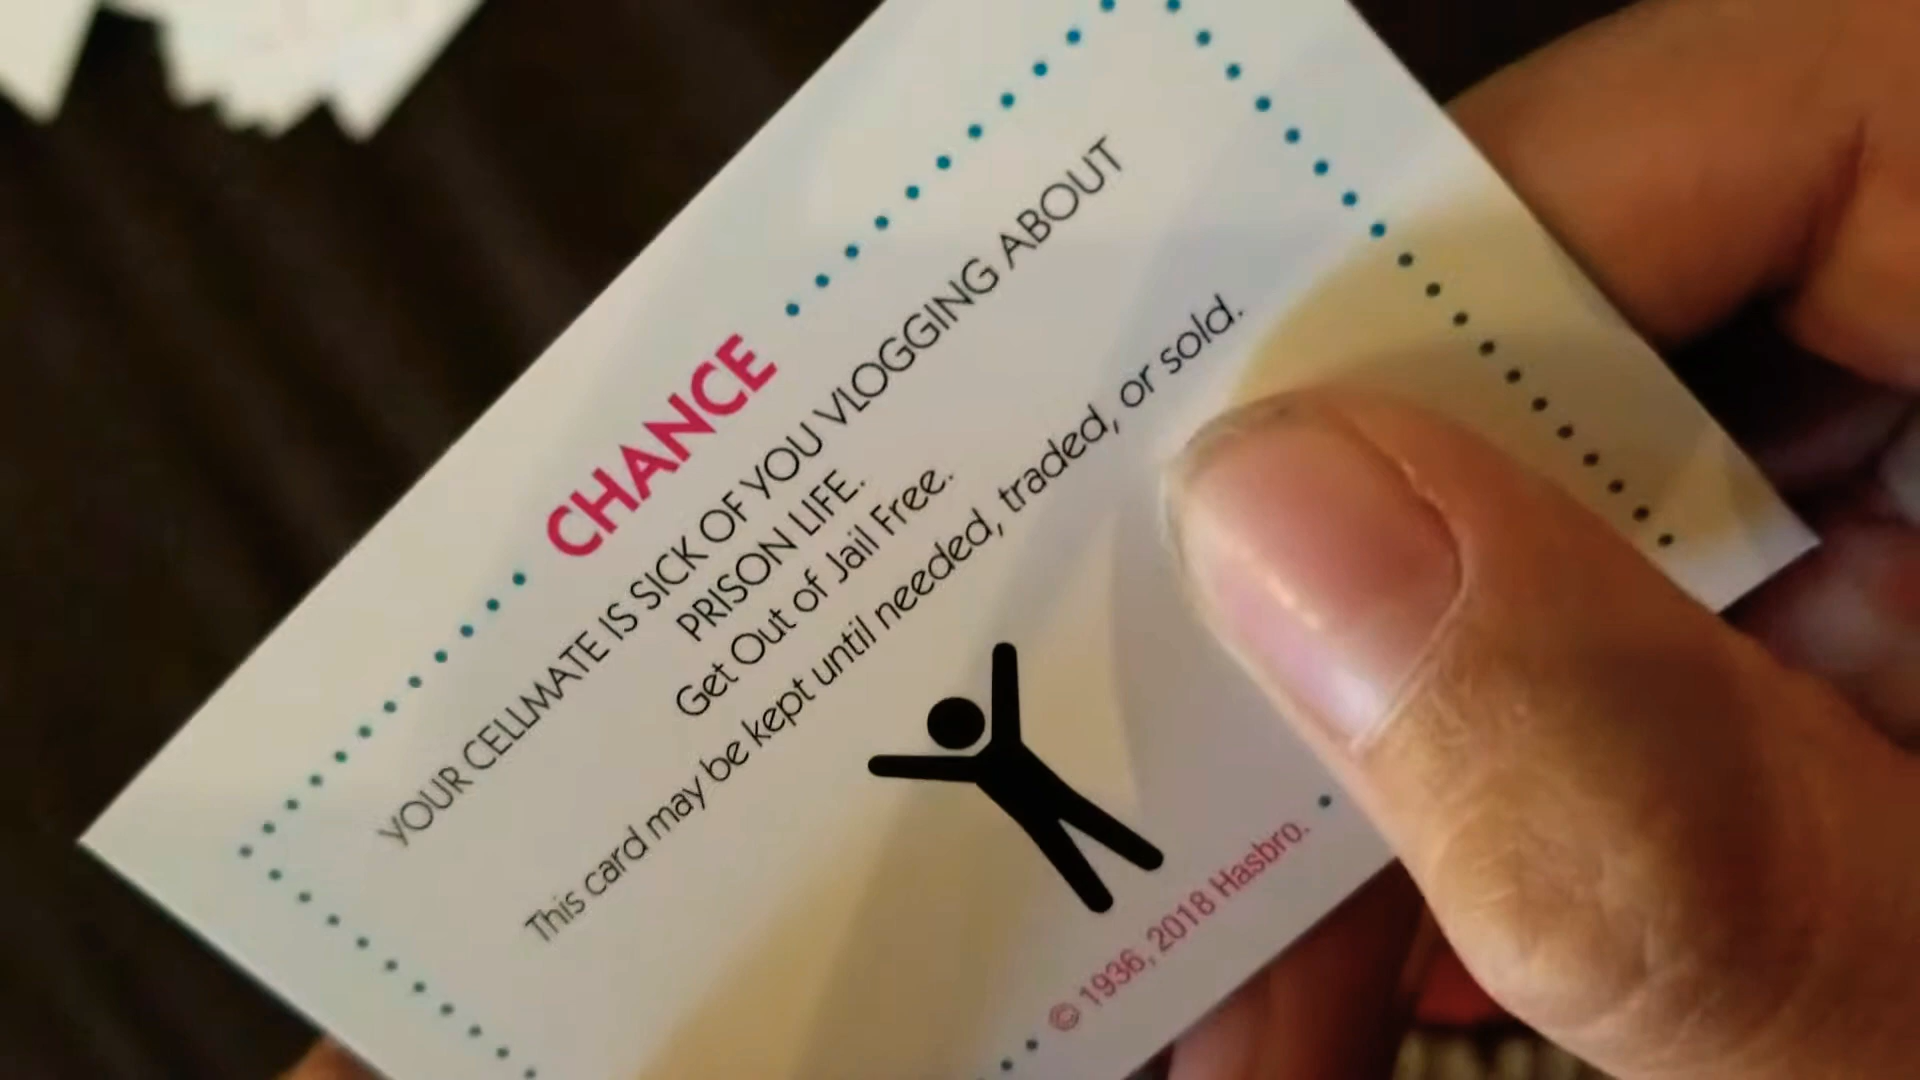 CHANCE
YOUR CELLMATE IS SICK OF YOU VLOGGING ABOUT
PRISON LIFE.
Get Out of Jail Free.
This card may be kept until needed, traded, or sold.
© 1936, 2018 Hasbro.